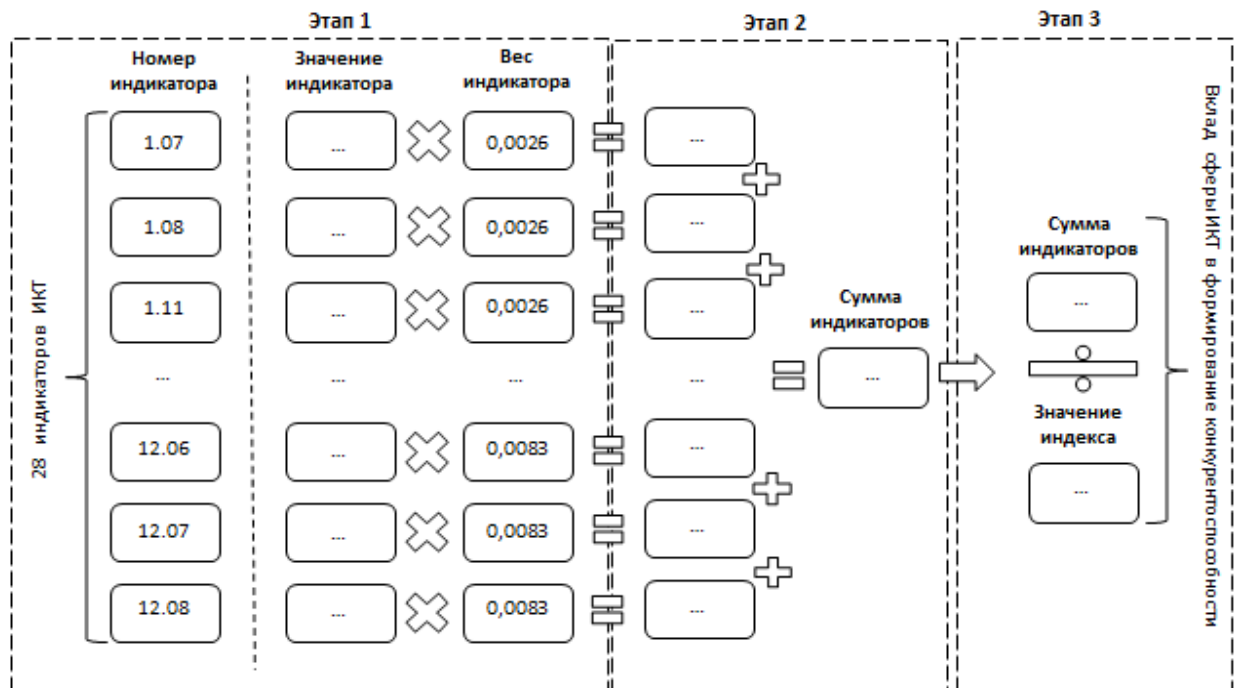 Этап 1
Этап 2
Этап 3
Номер
индикатора
Значение
индикатора
Вес
индикатора
28 индикаторов ИКТ
1.07
...
0,0026
...
1.08
...
0,0026
...
1.11
...
0,0026
...
...
...
...
...
12.06
...
0,0083
...
12.07
...
0,0083
...
12.08
...
0,0083
...
Сумма
индикаторов
...
Сумма
индикаторов
...
Значение
индекса
...
Вклад сферы ИКТ в формирование конкурентоспособности